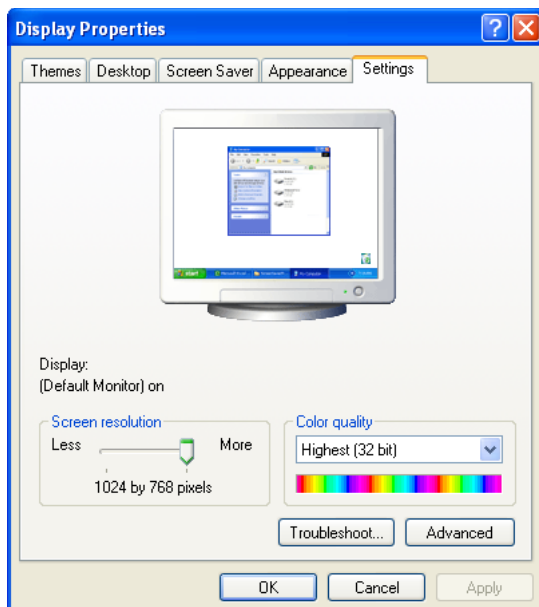 Display Properties
Themes Desktop Screen Saver Appearance Settings
start
Display:
(Default Monitor) on
Screen resolution
Less More
1024 by 768 pixels
Color quality
Highest (32 bit)
Troubleshoot... Advanced
OK Cancel Apply